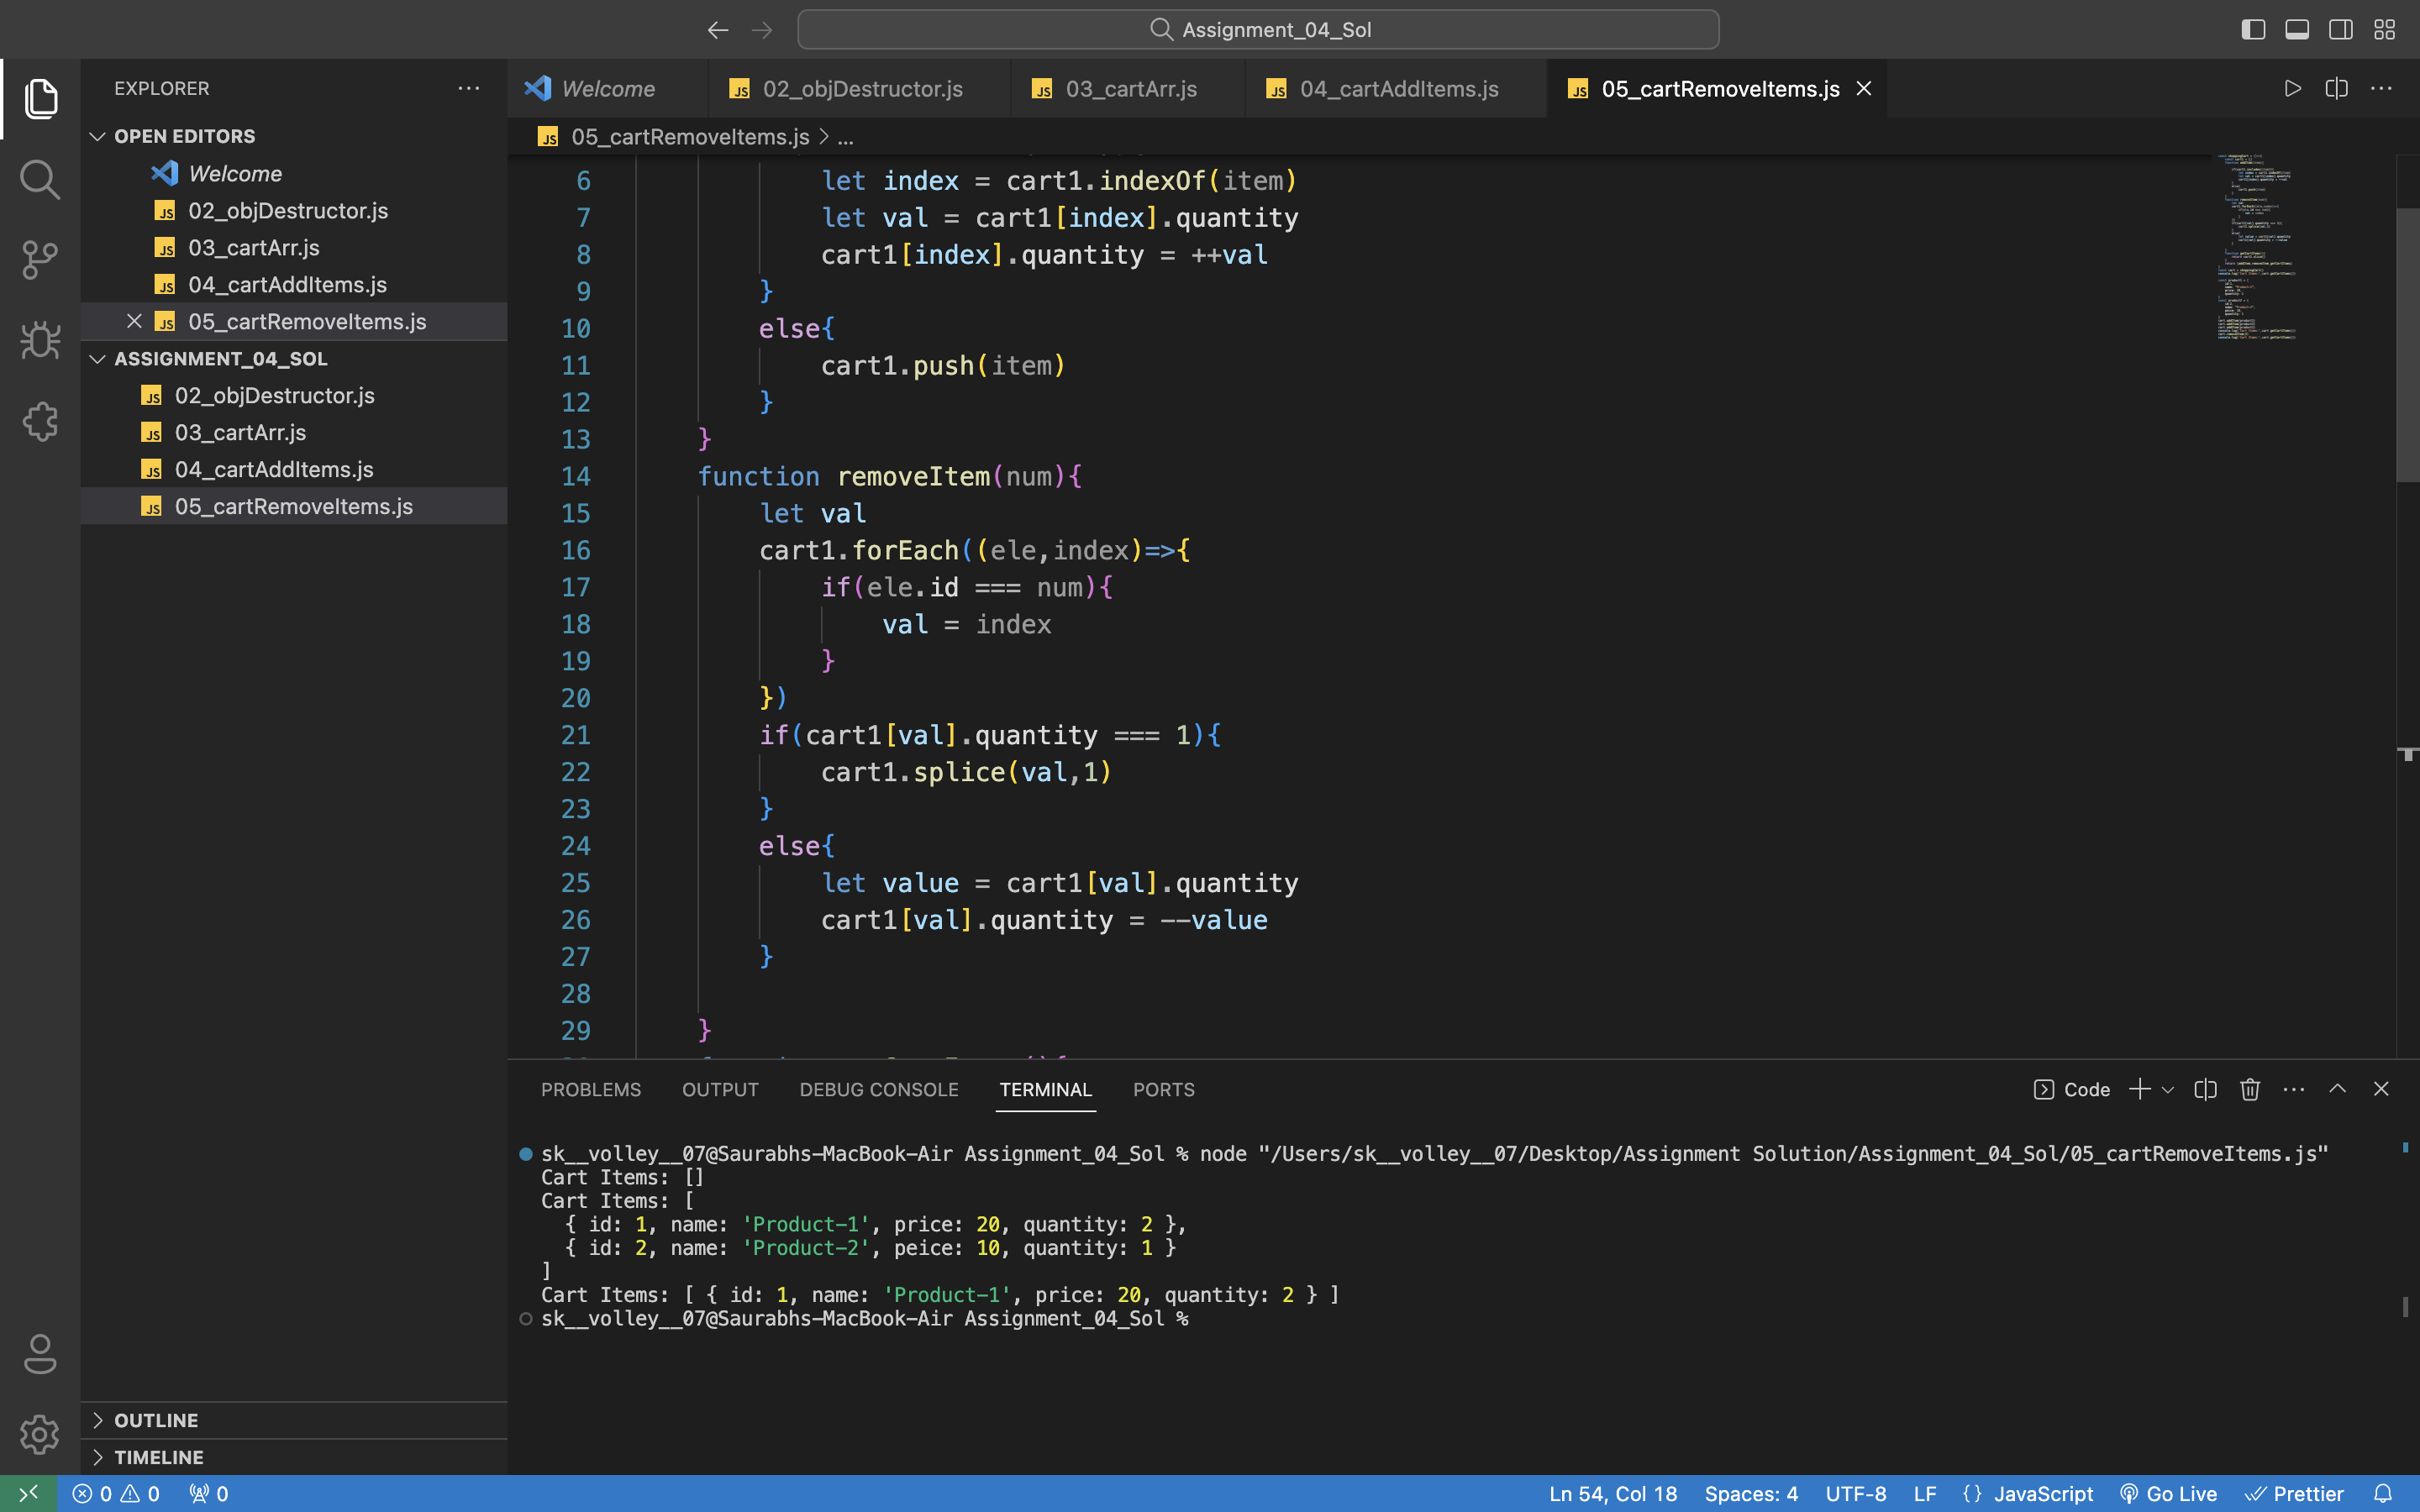 Assignment_04_Sol
EXPLORER
OPEN EDITORS
Welcome
02_objDestructor.js
03_cartArr.js
04_cartAddItems.js
05_cartRemoveItems.js
ASSIGNMENT_04_SOL
02_objDestructor.js
03_cartArr.js
04_cartAddItems.js
05_cartRemoveItems.js
OUTLINE
TIMELINE
Welcome
02_objDestructor.js
03_cartArr.js
04_cartAddItems.js
05_cartRemoveItems.js
05_cartRemoveItems.js > ...
6 let index = cart1.indexOf(item)
7 let val = cart1[index].quantity
8 cart1[index].quantity = ++val
9 }
10 else{
11 cart1.push(item)
12 }
13 }
14 function removeItem(num){
15 let val
16 cart1.forEach((ele,index)=>{
17 if(ele.id === num){
18 val = index
19 }
20 })
21 if(cart1[val].quantity === 1){
22 cart1.splice(val,1)
23 }
24 else{
25 let value = cart1[val].quantity
26 cart1[val].quantity = --value
27 }
28
29 }
PROBLEMS OUTPUT DEBUG CONSOLE TERMINAL PORTS
Code
sk__volley__07@Saurabhs-MacBook-Air Assignment_04_Sol % node "/Users/sk__volley__07/Desktop/Assignment Solution/Assignment_04_Sol/05_cartRemoveItems.js"
Cart Items: []
Cart Items: [
{ id: 1, name: 'Product-1', price: 20, quantity: 2 },
{ id: 2, name: 'Product-2', peice: 10, quantity: 1 }
]
Cart Items: [ { id: 1, name: 'Product-1', price: 20, quantity: 2 } ]
sk__volley__07@Saurabhs-MacBook-Air Assignment_04_Sol %
0 0 0
Ln 54, Col 18 Spaces: 4 UTF-8 LF {} JavaScript Go Live Prettier